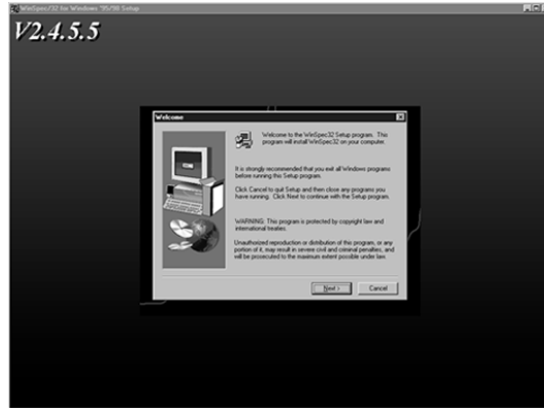 WinSpec/32 for Windows '95/98 Setup
V2.4.5.5
Welcome
Welcome to the WinSpec32 Setup program. This
program will install WinSpec32 on your computer.
It is strongly recommended that you exit all Windows programs
before running this Setup program.
Click Cancel to quit Setup and then close any programs you
have running. Click Next to continue with the Setup program.
WARNING: This program is protected by copyright law and
international treaties.
Unauthorized reproduction or distribution of this program, or any
portion of it, may result in severe civil and criminal penalties, and
will be prosecuted to the maximum extent possible under law.
Next >
Cancel